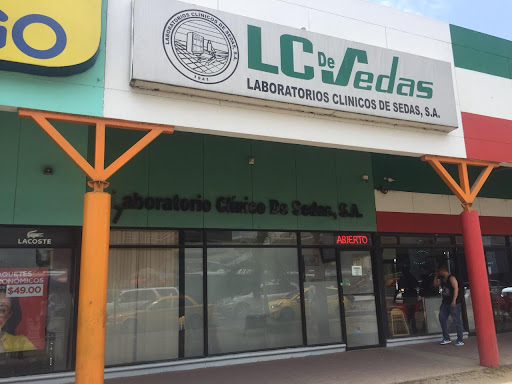 GO
LABORATORIOS CLINICOS DE SEDAS, S.A.
1941
LC De Sedas
LABORATORIOS CLINICOS DE SEDAS, S.A.
Laboratorio Clínico De Sedas, S.A.
ABIERTO
LACOSTE
$49.00